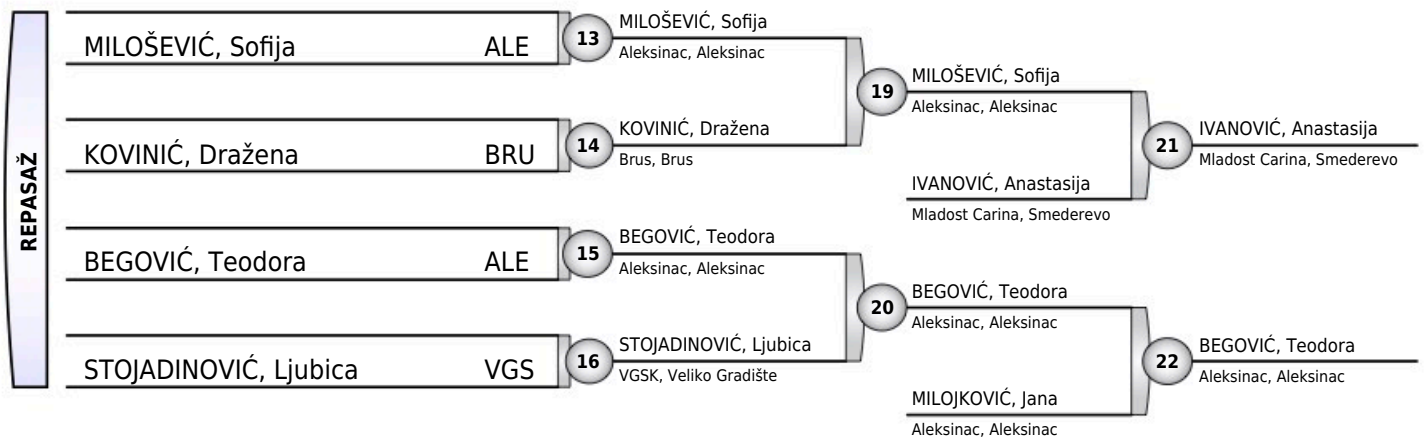 REPASAŽ
MILOŠEVIĆ, Sofija ALE
13
MILOŠEVIĆ, Sofija
Aleksinac, Aleksinac
KOVINIĆ, Dražena BRU
14
KOVINIĆ, Dražena
Brus, Brus
19
MILOŠEVIĆ, Sofija
Aleksinac, Aleksinac
IVANOVIĆ, Anastasija
Mladost Carina, Smederevo
21
IVANOVIĆ, Anastasija
Mladost Carina, Smederevo
BEGOVIĆ, Teodora ALE
15
BEGOVIĆ, Teodora
Aleksinac, Aleksinac
STOJADINOVIĆ, Ljubica VGS
16
STOJADINOVIĆ, Ljubica
VGSK, Veliko Gradište
20
BEGOVIĆ, Teodora
Aleksinac, Aleksinac
MILOJKOVIĆ, Jana
Aleksinac, Aleksinac
22
BEGOVIĆ, Teodora
Aleksinac, Aleksinac